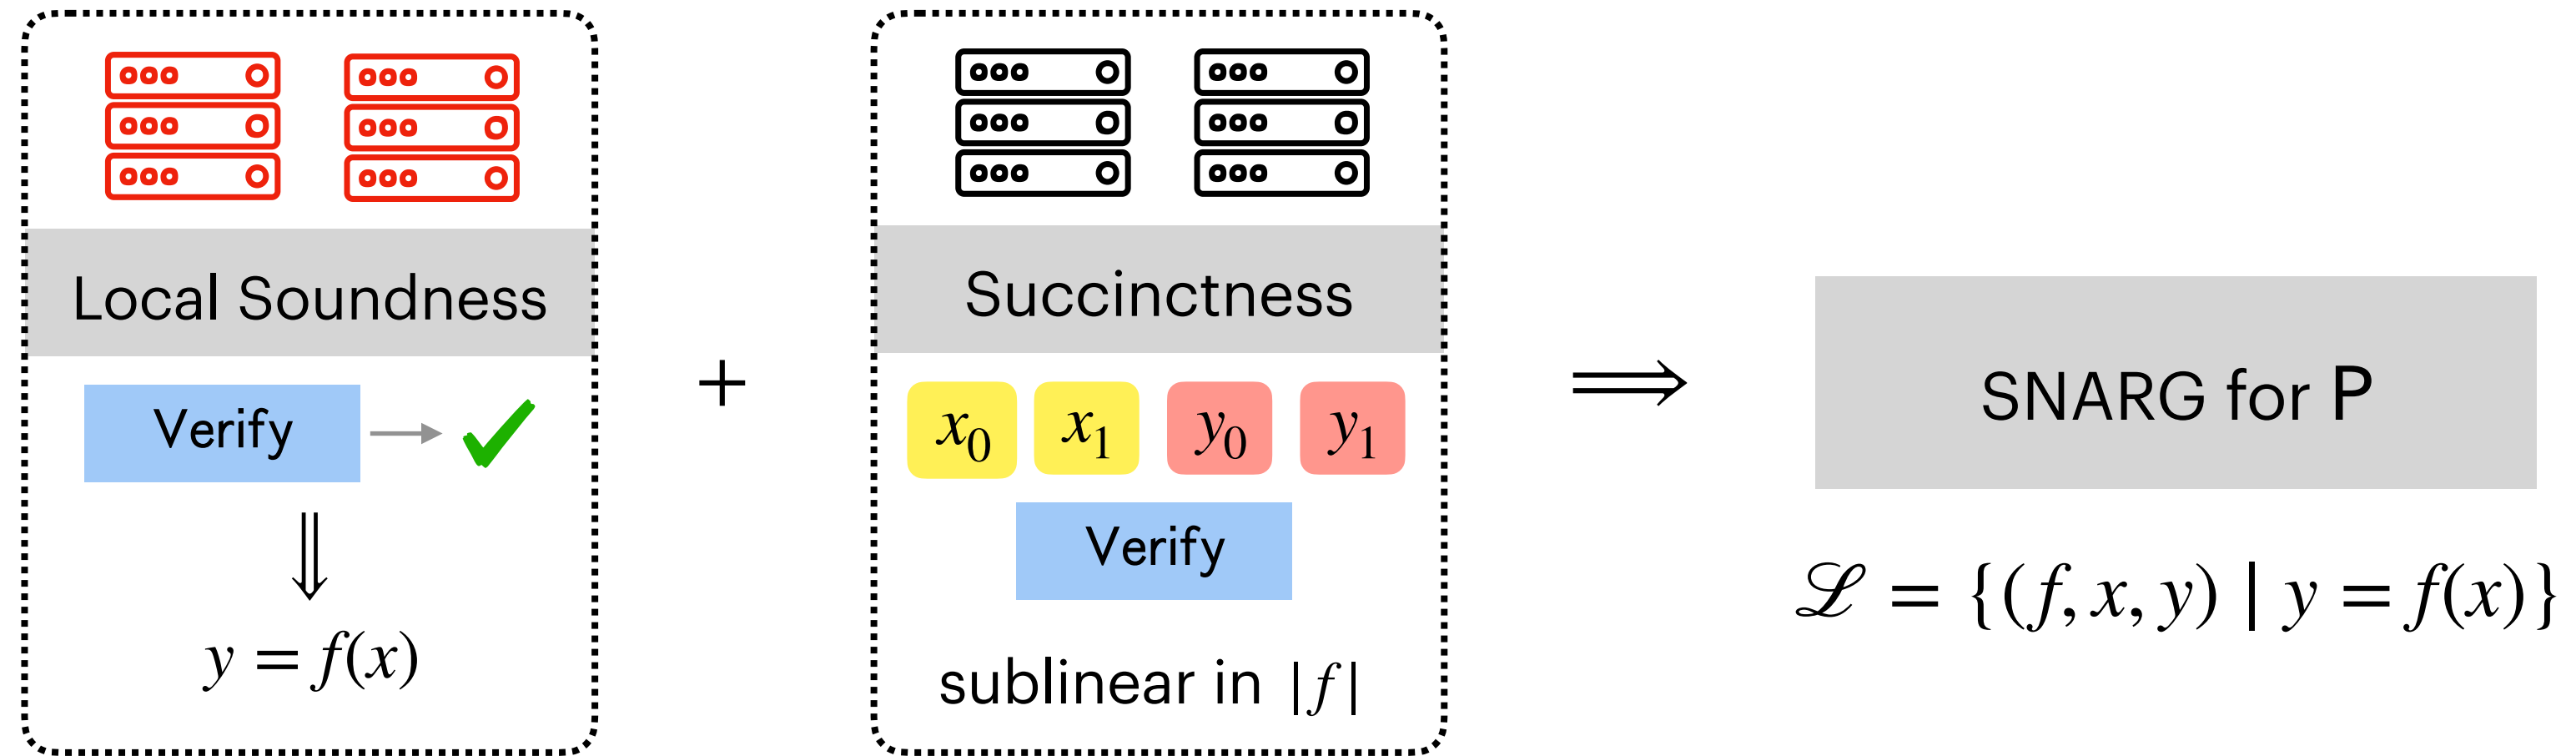 Local Soundness
Verify
y = f(x)
+
Succinctness
x₀ x₁ y₀ y₁
Verify
sublinear in |f|
⟹
SNARG for P
ℒ = {(f, x, y) | y = f(x)}